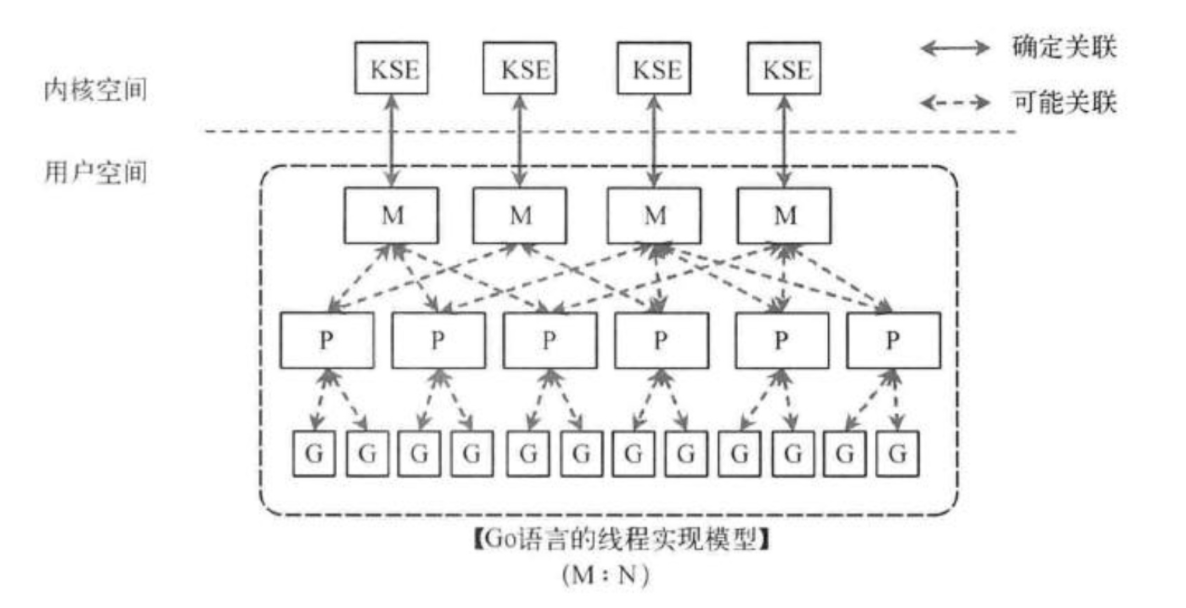 KSE KSE KSE KSE
确定关联
内核空间
可能关联
用户空间
M M M M
P P P P P P
G G G G G G G G G G G G
【Go语言的线程实现模型】
(M:N)